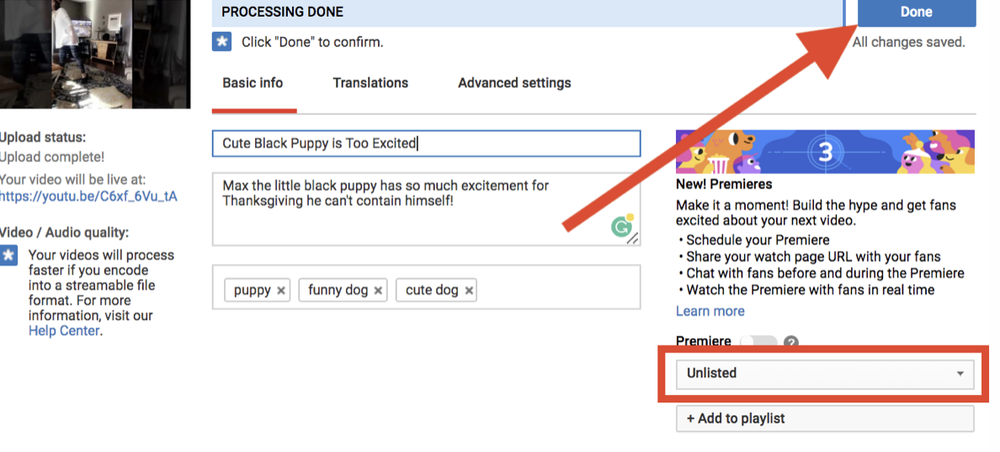 PROCESSING DONE
Done
Click "Done" to confirm.
All changes saved.
Basic info
Translations
Advanced settings
Upload status:
Upload complete!
Your video will be live at:
https://youtu.be/C6xf_6Vu_tA
Video / Audio quality:
Your videos will process
faster if you encode
into a streamable file
format. For more
information, visit our
Help Center.
Cute Black Puppy is Too Excited
Max the little black puppy has so much excitement for
Thanksgiving he can't contain himself!
puppy × funny dog × cute dog ×
3
New! Premieres
Make it a moment! Build the hype and get fans
excited about your next video.
• Schedule your Premiere
• Share your watch page URL with your fans
• Chat with fans before and during the Premiere
• Watch the Premiere with fans in real time
Learn more
Premiere ?
Unlisted
+ Add to playlist